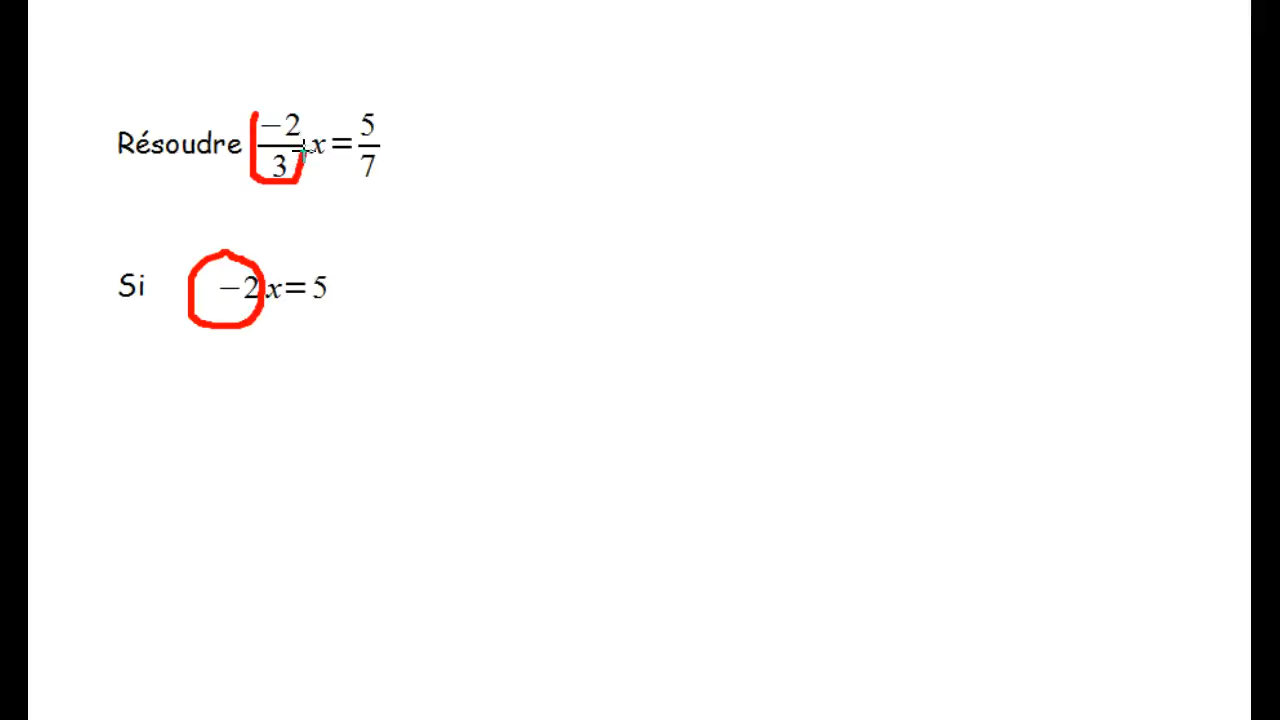 Résoudre −2/3 x = 5/7
Si −2x = 5